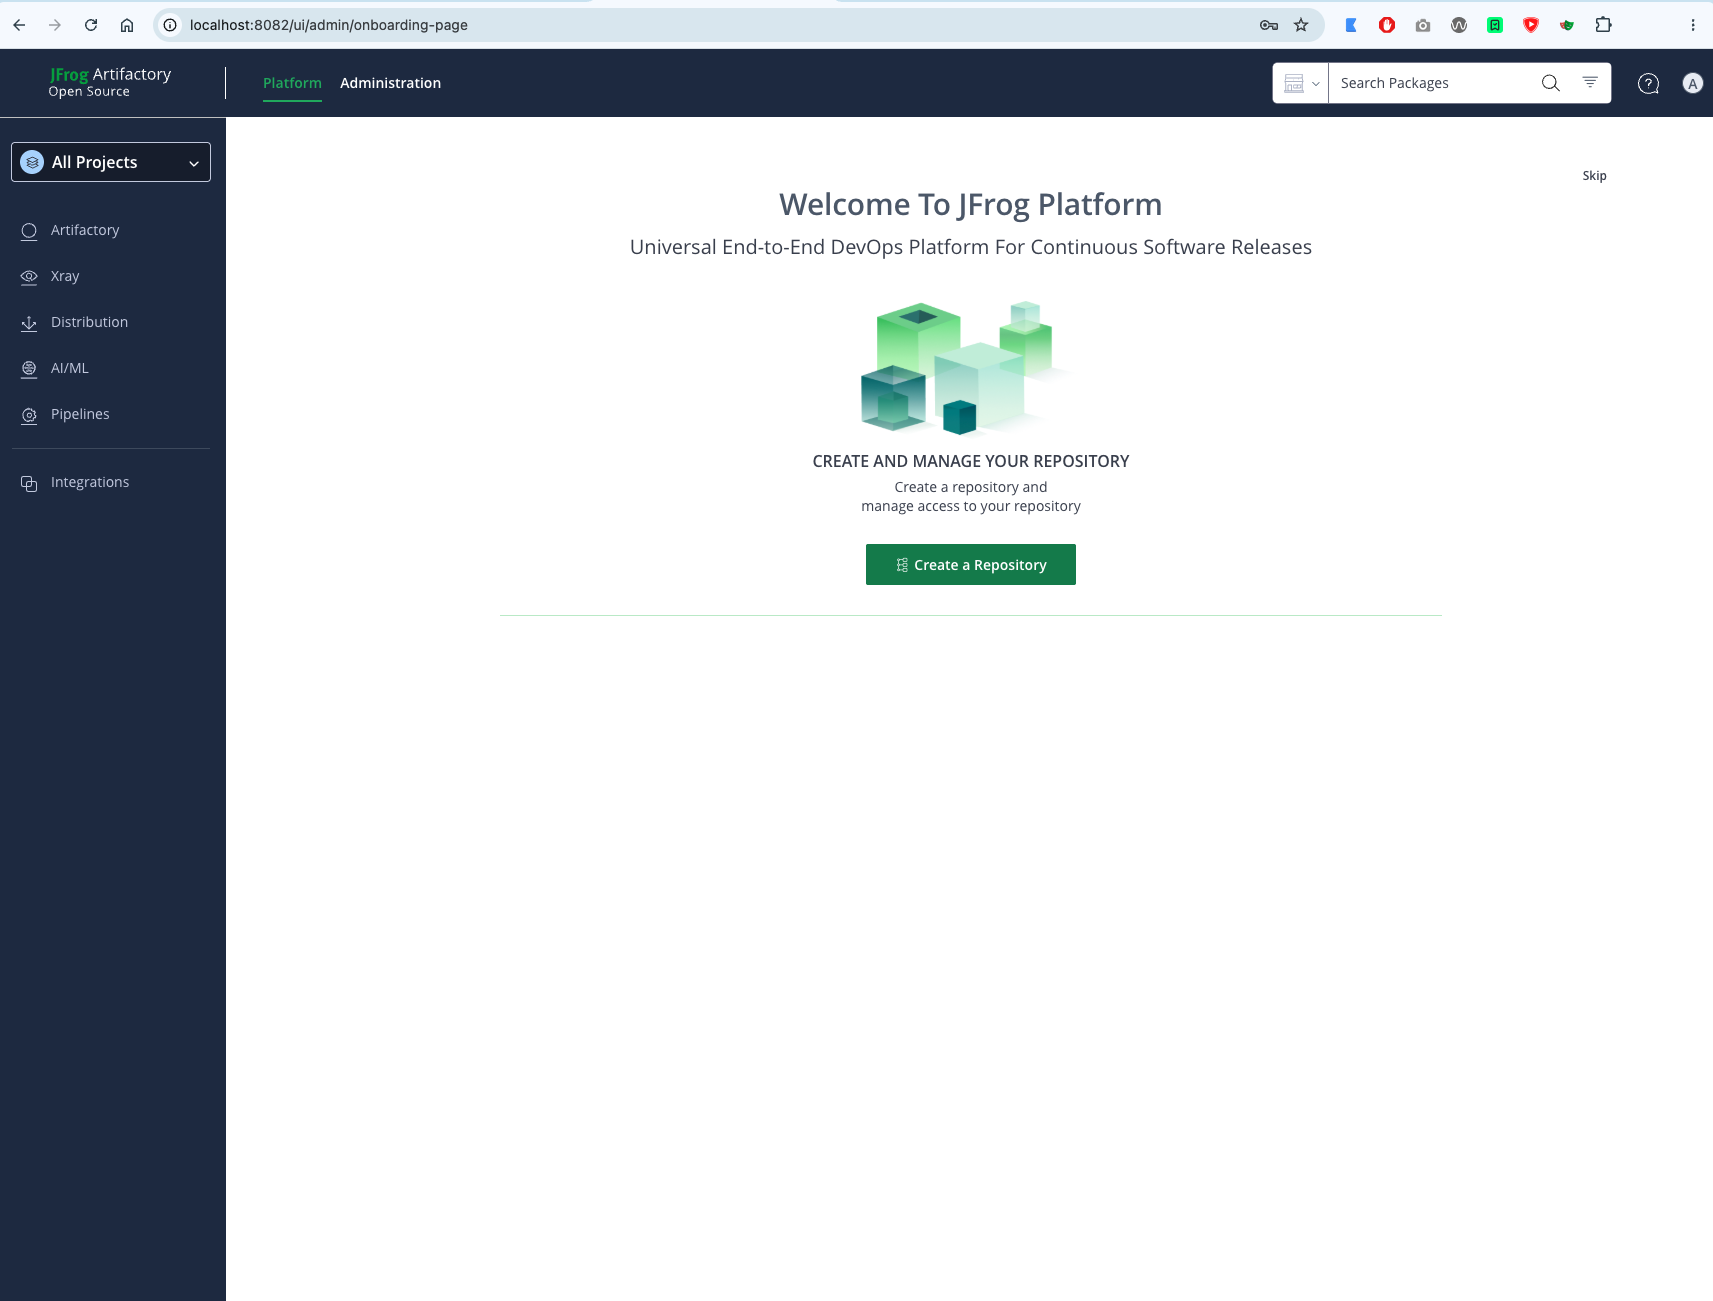 localhost:8082/ui/admin/onboarding-page
JFrog Artifactory
Open Source
Platform
Administration
Search Packages
?
A
All Projects
Artifactory
Xray
Distribution
AI/ML
Pipelines
Integrations
Skip
Welcome To JFrog Platform
Universal End-to-End DevOps Platform For Continuous Software Releases
CREATE AND MANAGE YOUR REPOSITORY
Create a repository and
manage access to your repository
Create a Repository